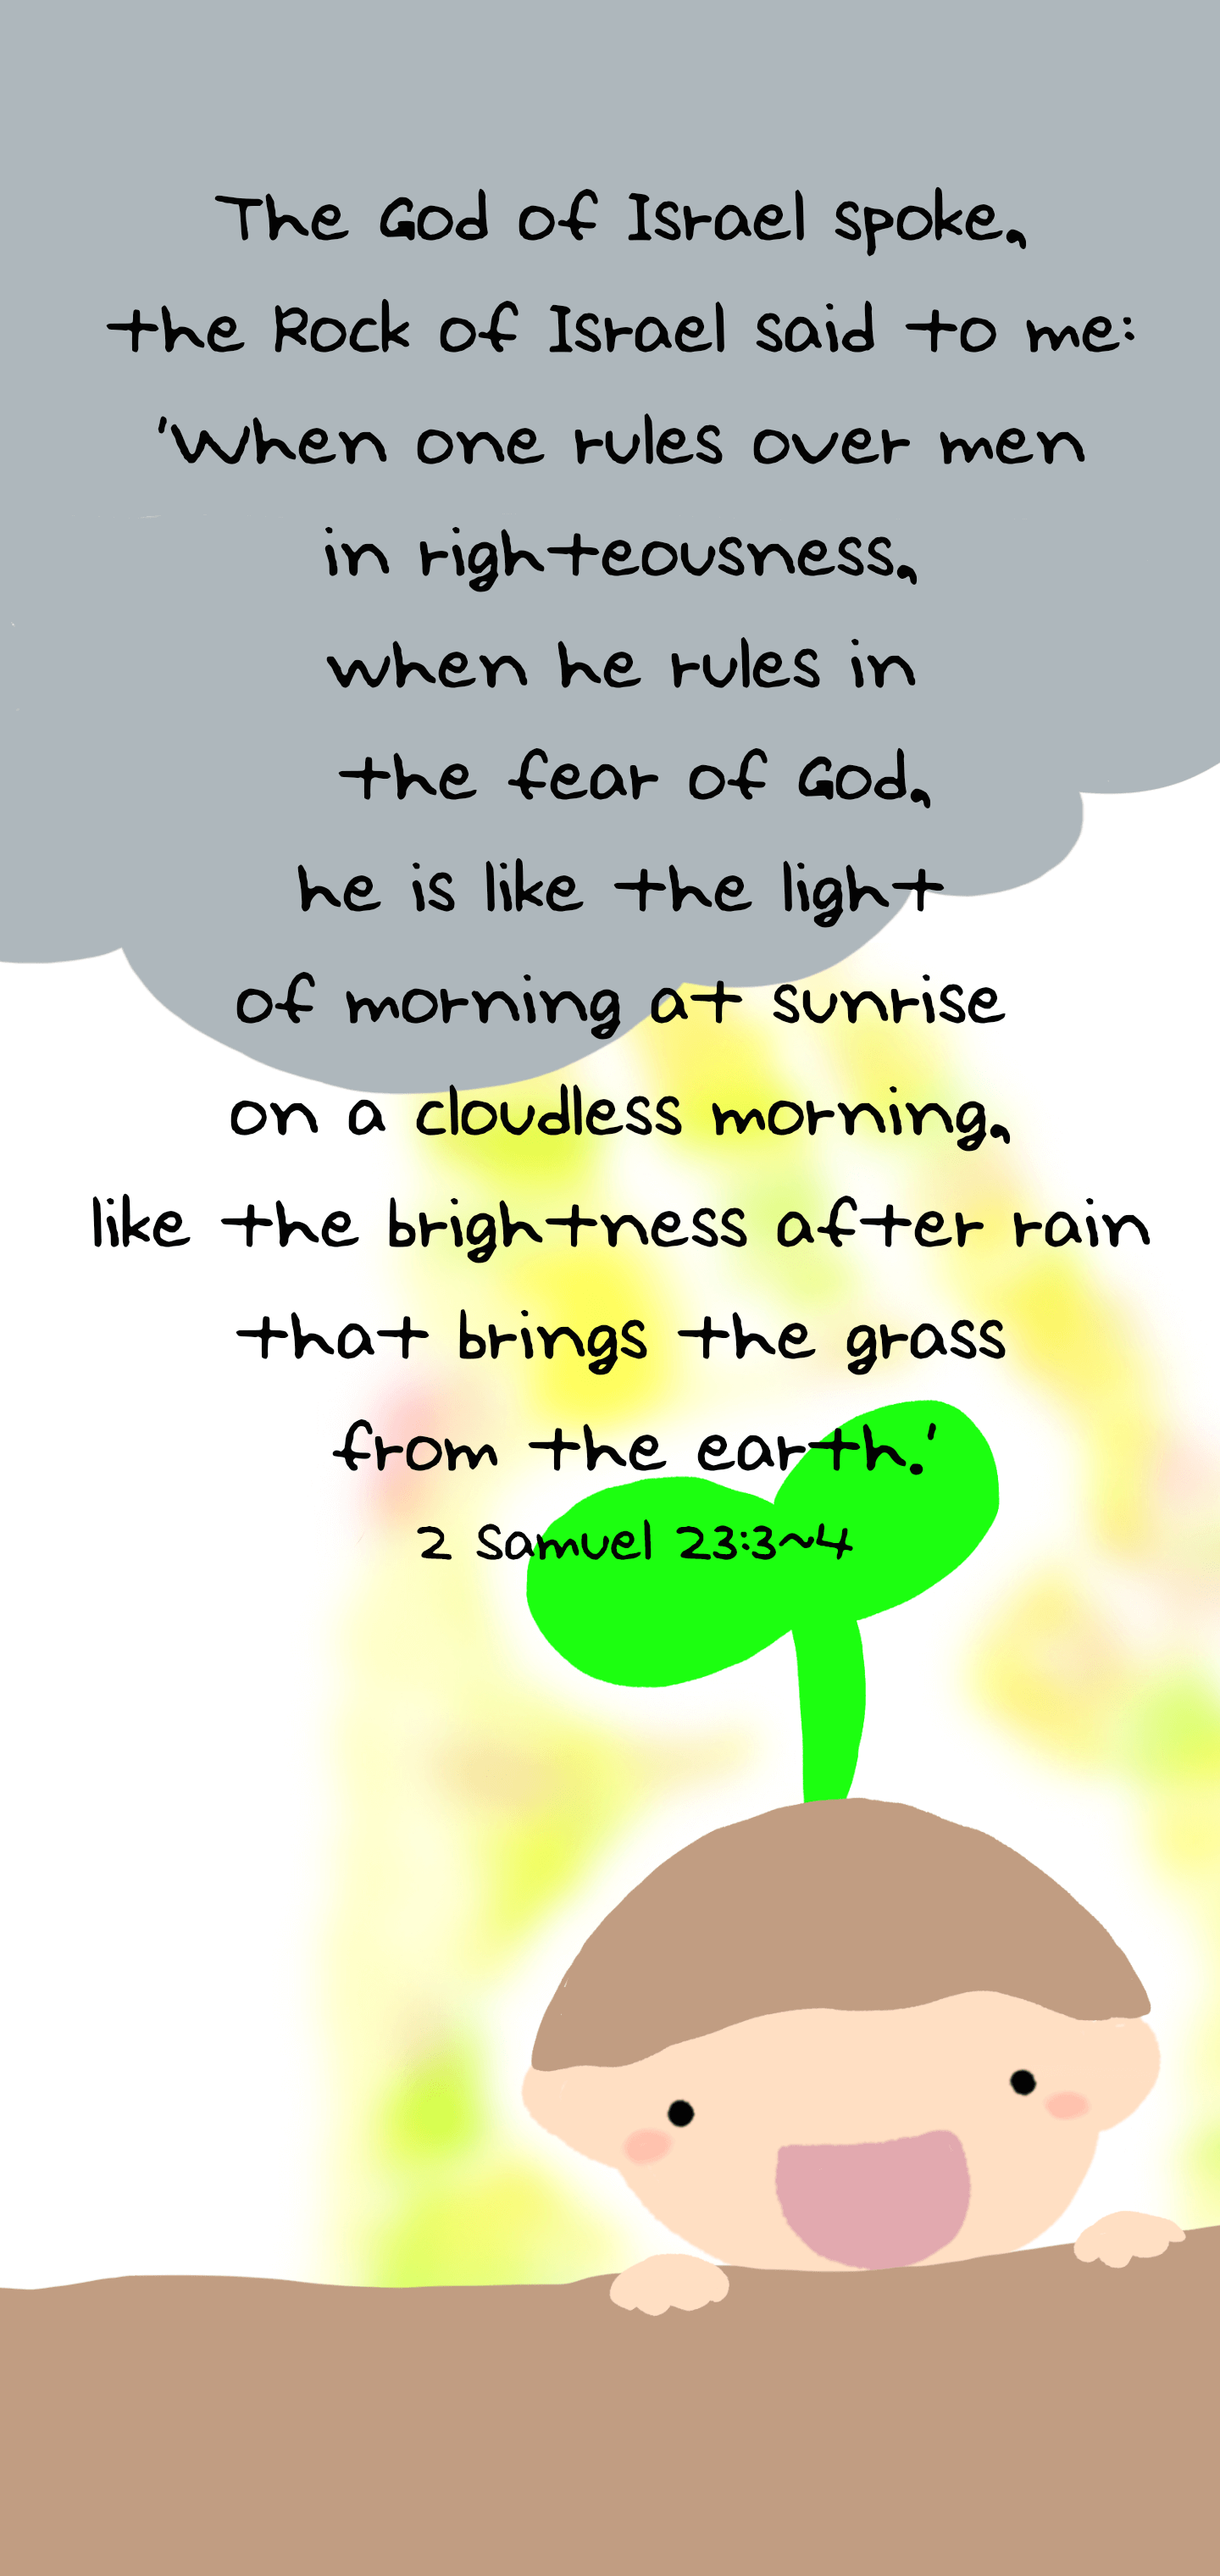 The God of Israel spoke,
the Rock of Israel said to me:
'When one rules over men
in righteousness,
when he rules in
the fear of God,
he is like the light
of morning at sunrise
on a cloudless morning,
like the brightness after rain
that brings the grass
from the earth.'
2 Samuel 23:3~4